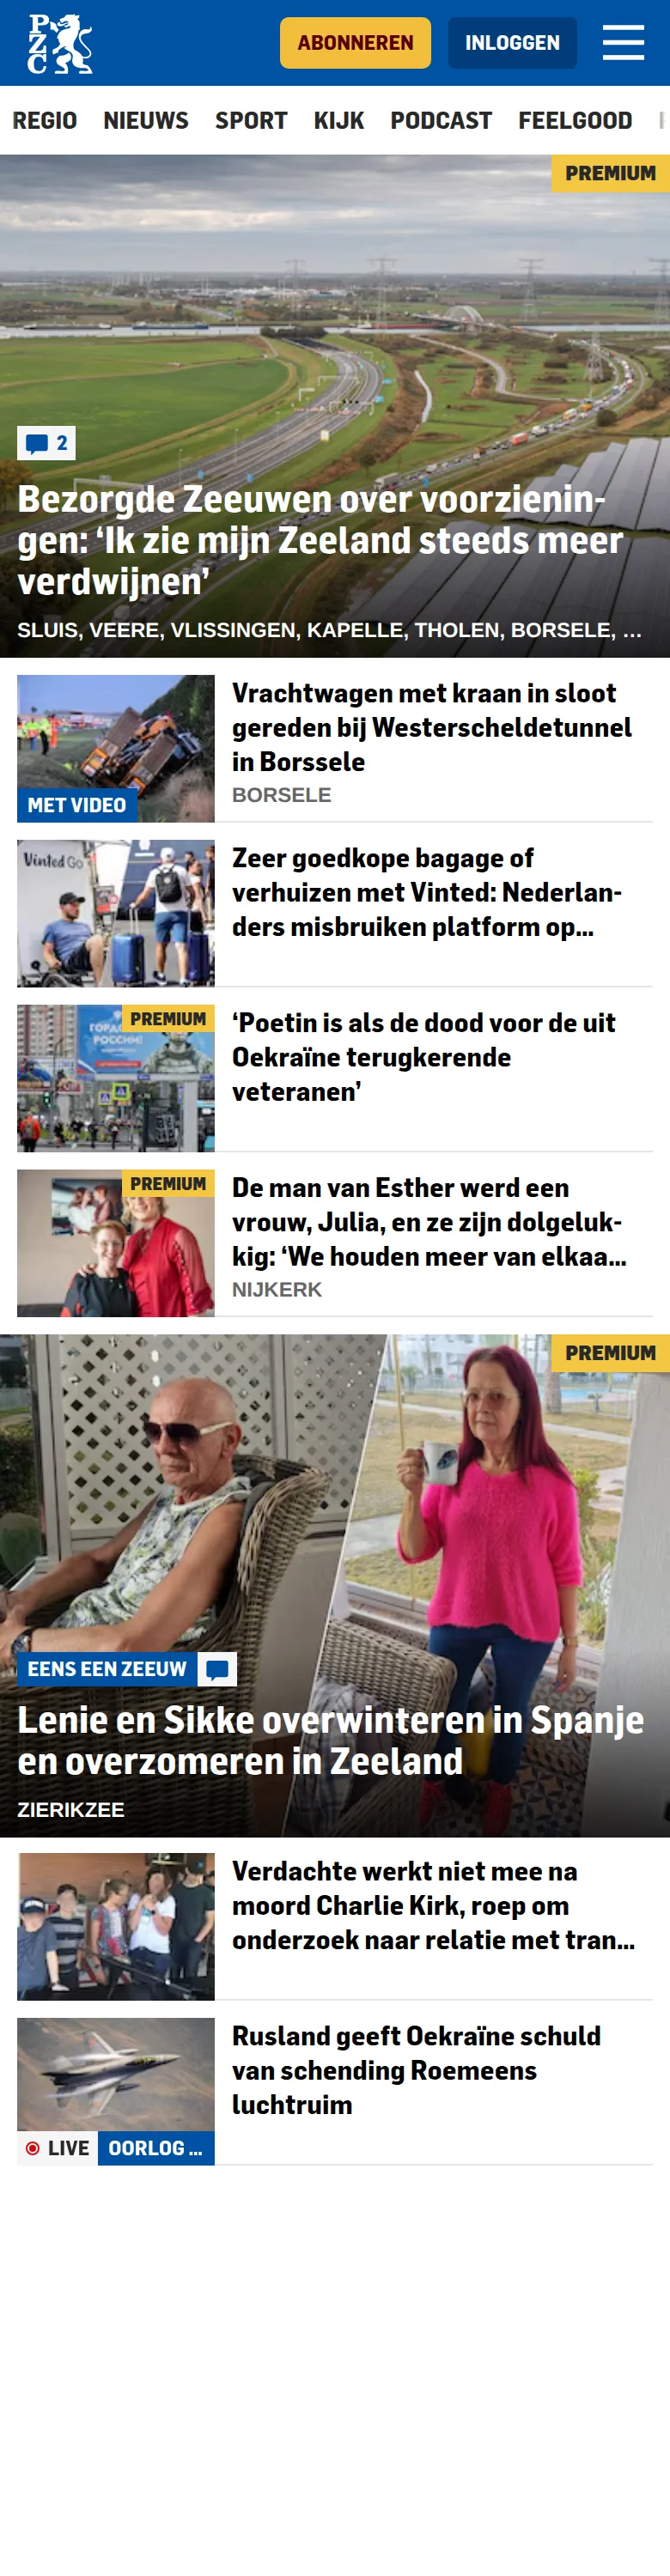 PZC
ABONNEREN
INLOGGEN
REGIO NIEUWS SPORT KIJK PODCAST FEELGOOD
PREMIUM
2
Bezorgde Zeeuwen over voorzienin-
gen: ‘Ik zie mijn Zeeland steeds meer
verdwijnen’
SLUIS, VEERE, VLISSINGEN, KAPELLE, THOLEN, BORSELE, …
MET VIDEO
Vrachtwagen met kraan in sloot
gereden bij Westerscheldetunnel
in Borssele
BORSELE
Vinted Go
Zeer goedkope bagage of
verhuizen met Vinted: Nederlan-
ders misbruiken platform op...
PREMIUM
‘Poetin is als de dood voor de uit
Oekraïne terugkerende
veteranen’
PREMIUM
De man van Esther werd een
vrouw, Julia, en ze zijn dolgeluk-
kig: ‘We houden meer van elkaa...
NIJKERK
PREMIUM
EENS EEN ZEEUW
Lenie en Sikke overwinteren in Spanje
en overzomeren in Zeeland
ZIERIKZEE
Verdachte werkt niet mee na
moord Charlie Kirk, roep om
onderzoek naar relatie met tran...
Rusland geeft Oekraïne schuld
van schending Roemeens
luchtruim
LIVE
OORLOG ...